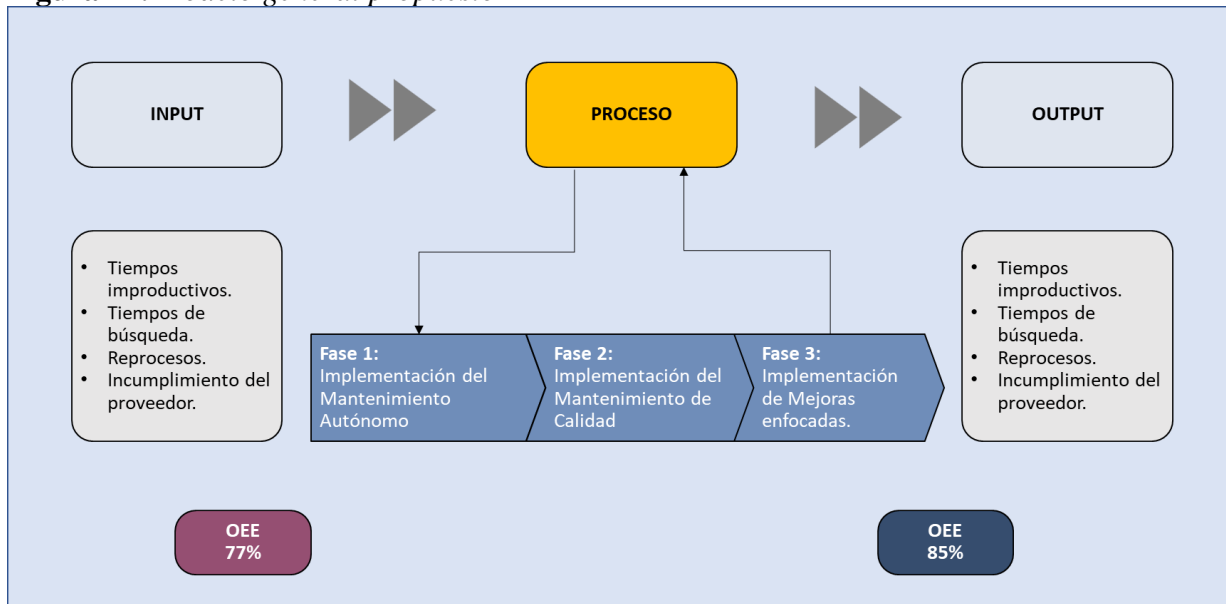 INPUT
PROCESO
OUTPUT
• Tiempos
improductivos.
• Tiempos de
búsqueda.
• Reprocesos.
• Incumplimiento del
proveedor.
Fase 1:
Implementación del
Mantenimiento
Autónomo
Fase 2:
Implementación del
Mantenimiento de
Calidad
Fase 3:
Implementación
de Mejoras
enfocadas.
• Tiempos
improductivos.
• Tiempos de
búsqueda.
• Reprocesos.
• Incumplimiento del
proveedor.
OEE
77%
OEE
85%